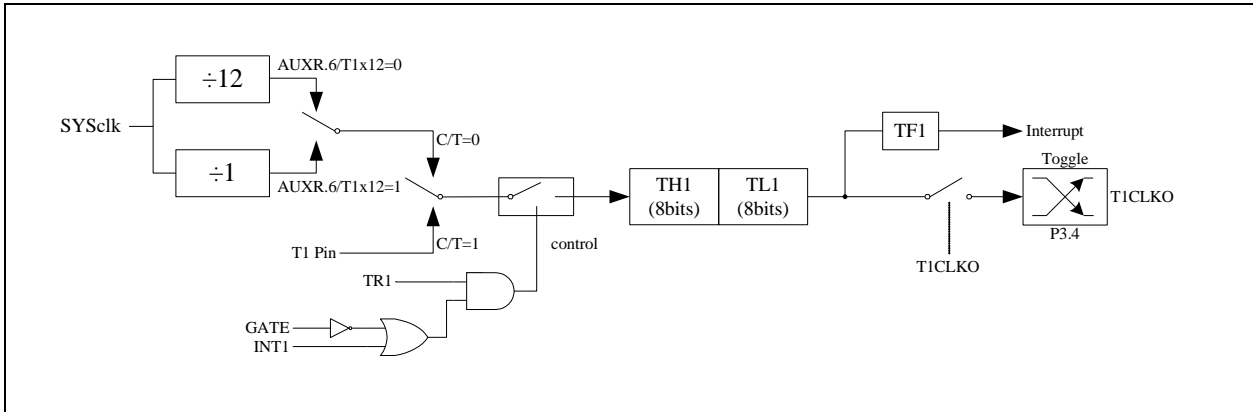 ÷12
AUXR.6/T1x12=0
SYSclk
÷1
AUXR.6/T1x12=1
C/T=0
T1 Pin
C/T=1
control
TR1
GATE
INT1
TH1
(8bits)
TL1
(8bits)
TF1
Interrupt
Toggle
T1CLKO
P3.4
T1CLKO